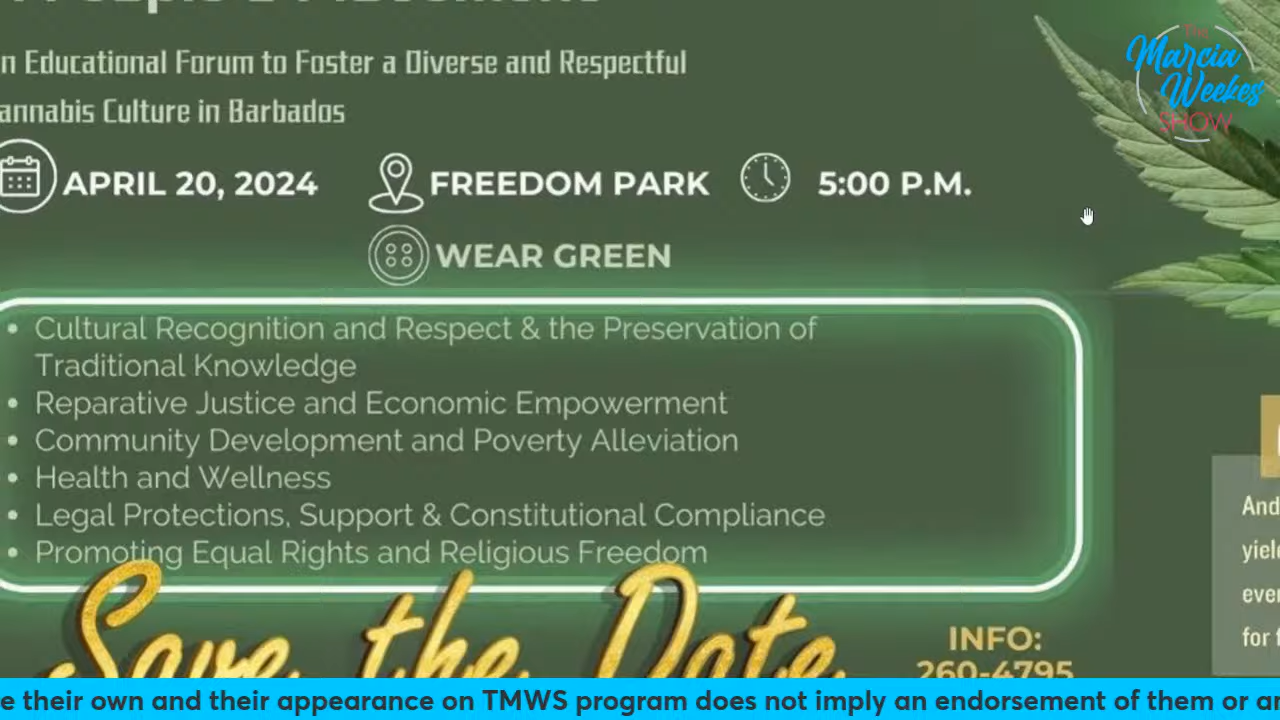 n Educational Forum to Foster a Diverse and Respectful
annabis Culture in Barbados
The
Marcia
Weekes
SHOW
APRIL 20, 2024
FREEDOM PARK
5:00 P.M.
WEAR GREEN
• Cultural Recognition and Respect & the Preservation of
Traditional Knowledge
• Reparative Justice and Economic Empowerment
• Community Development and Poverty Alleviation
• Health and Wellness
• Legal Protections, Support & Constitutional Compliance
• Promoting Equal Rights and Religious Freedom
Save the Date
INFO:
260-4795
And
yiel
ever
for
e their own and their appearance on TMWS program does not imply an endorsement of them or a